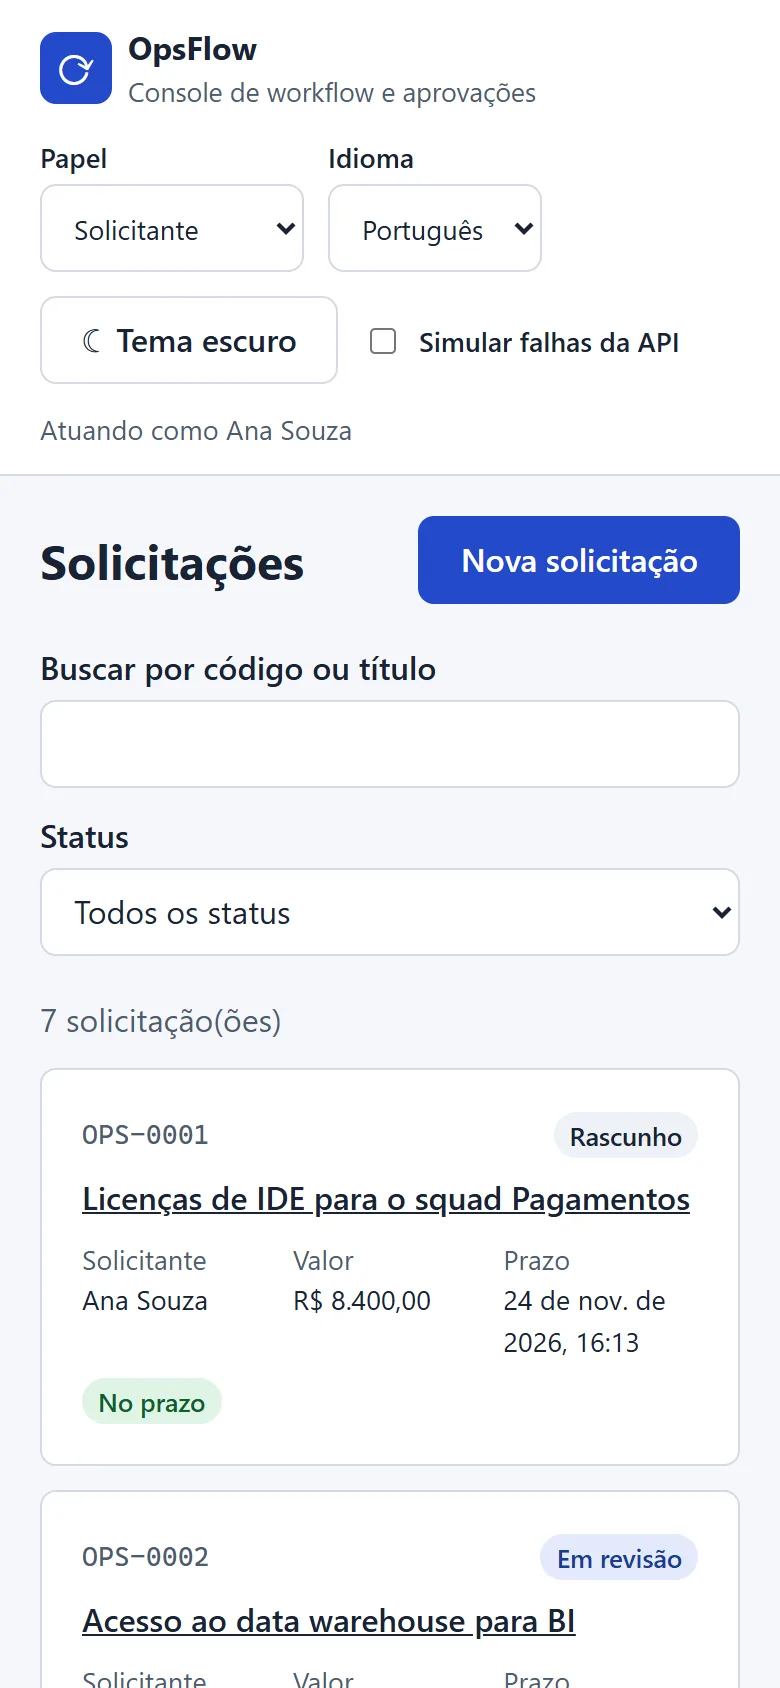 OpsFlow
Console de workflow e aprovações
Papel Idioma
Solicitante Português
☾ Tema escuro Simular falhas da API
Atuando como Ana Souza
Solicitações Nova solicitação
Buscar por código ou título
Status
Todos os status
7 solicitação(ões)
OPS-0001 Rascunho
Licenças de IDE para o squad Pagamentos
Solicitante Valor Prazo
Ana Souza R$ 8.400,00 24 de nov. de
2026, 16:13
No prazo
OPS-0002 Em revisão
Acesso ao data warehouse para BI
Solicitante Valor Prazo